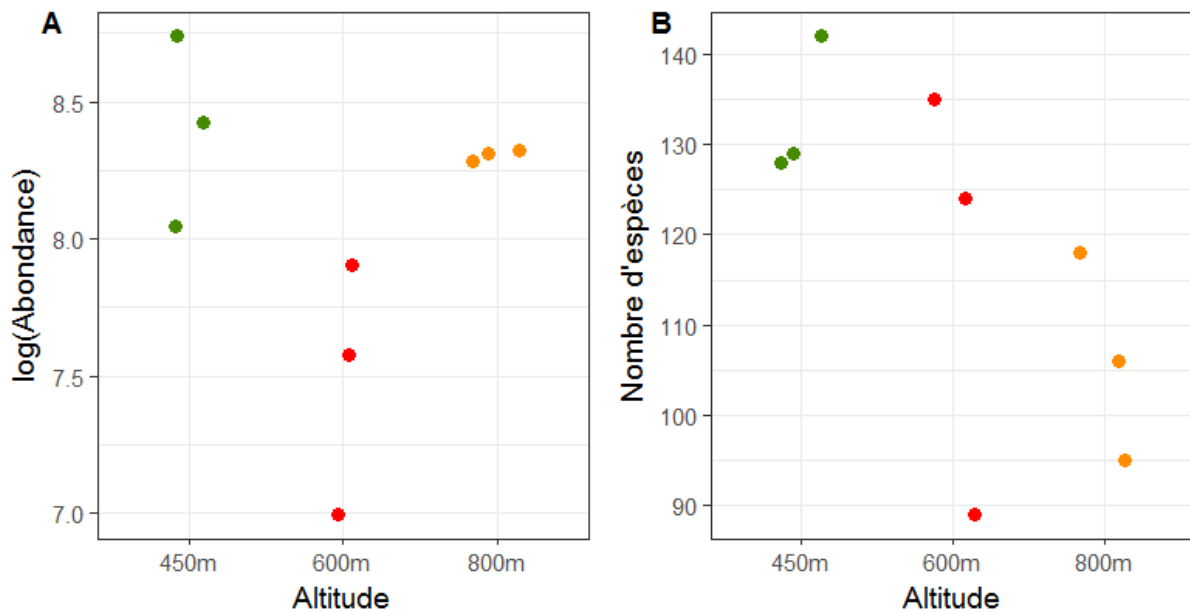 A
log(Abondance)
8.5
8.0
7.5
7.0
450m
600m
800m
Altitude
B
Nombre d'espèces
140
130
120
110
100
90
450m
600m
800m
Altitude